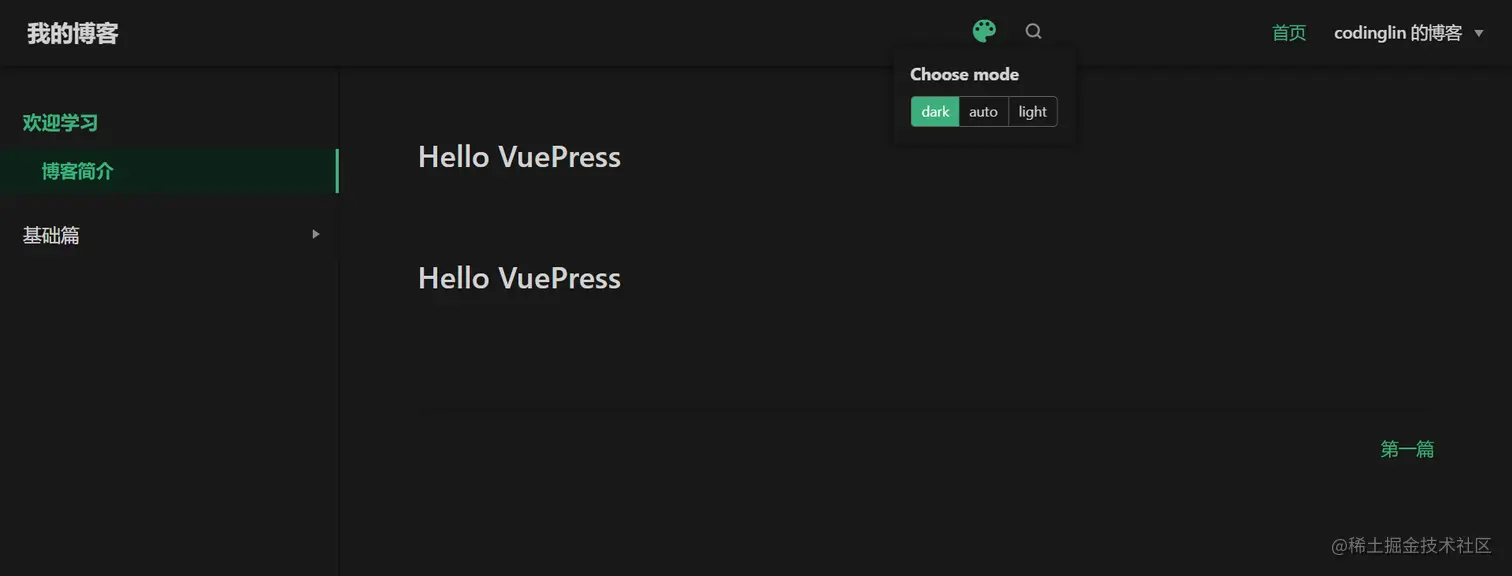 我的博客
首页
codinglin 的博客
Choose mode
dark
auto
light
欢迎学习
博客简介
基础篇
Hello VuePress
Hello VuePress
第一篇
@稀土掘金技术社区